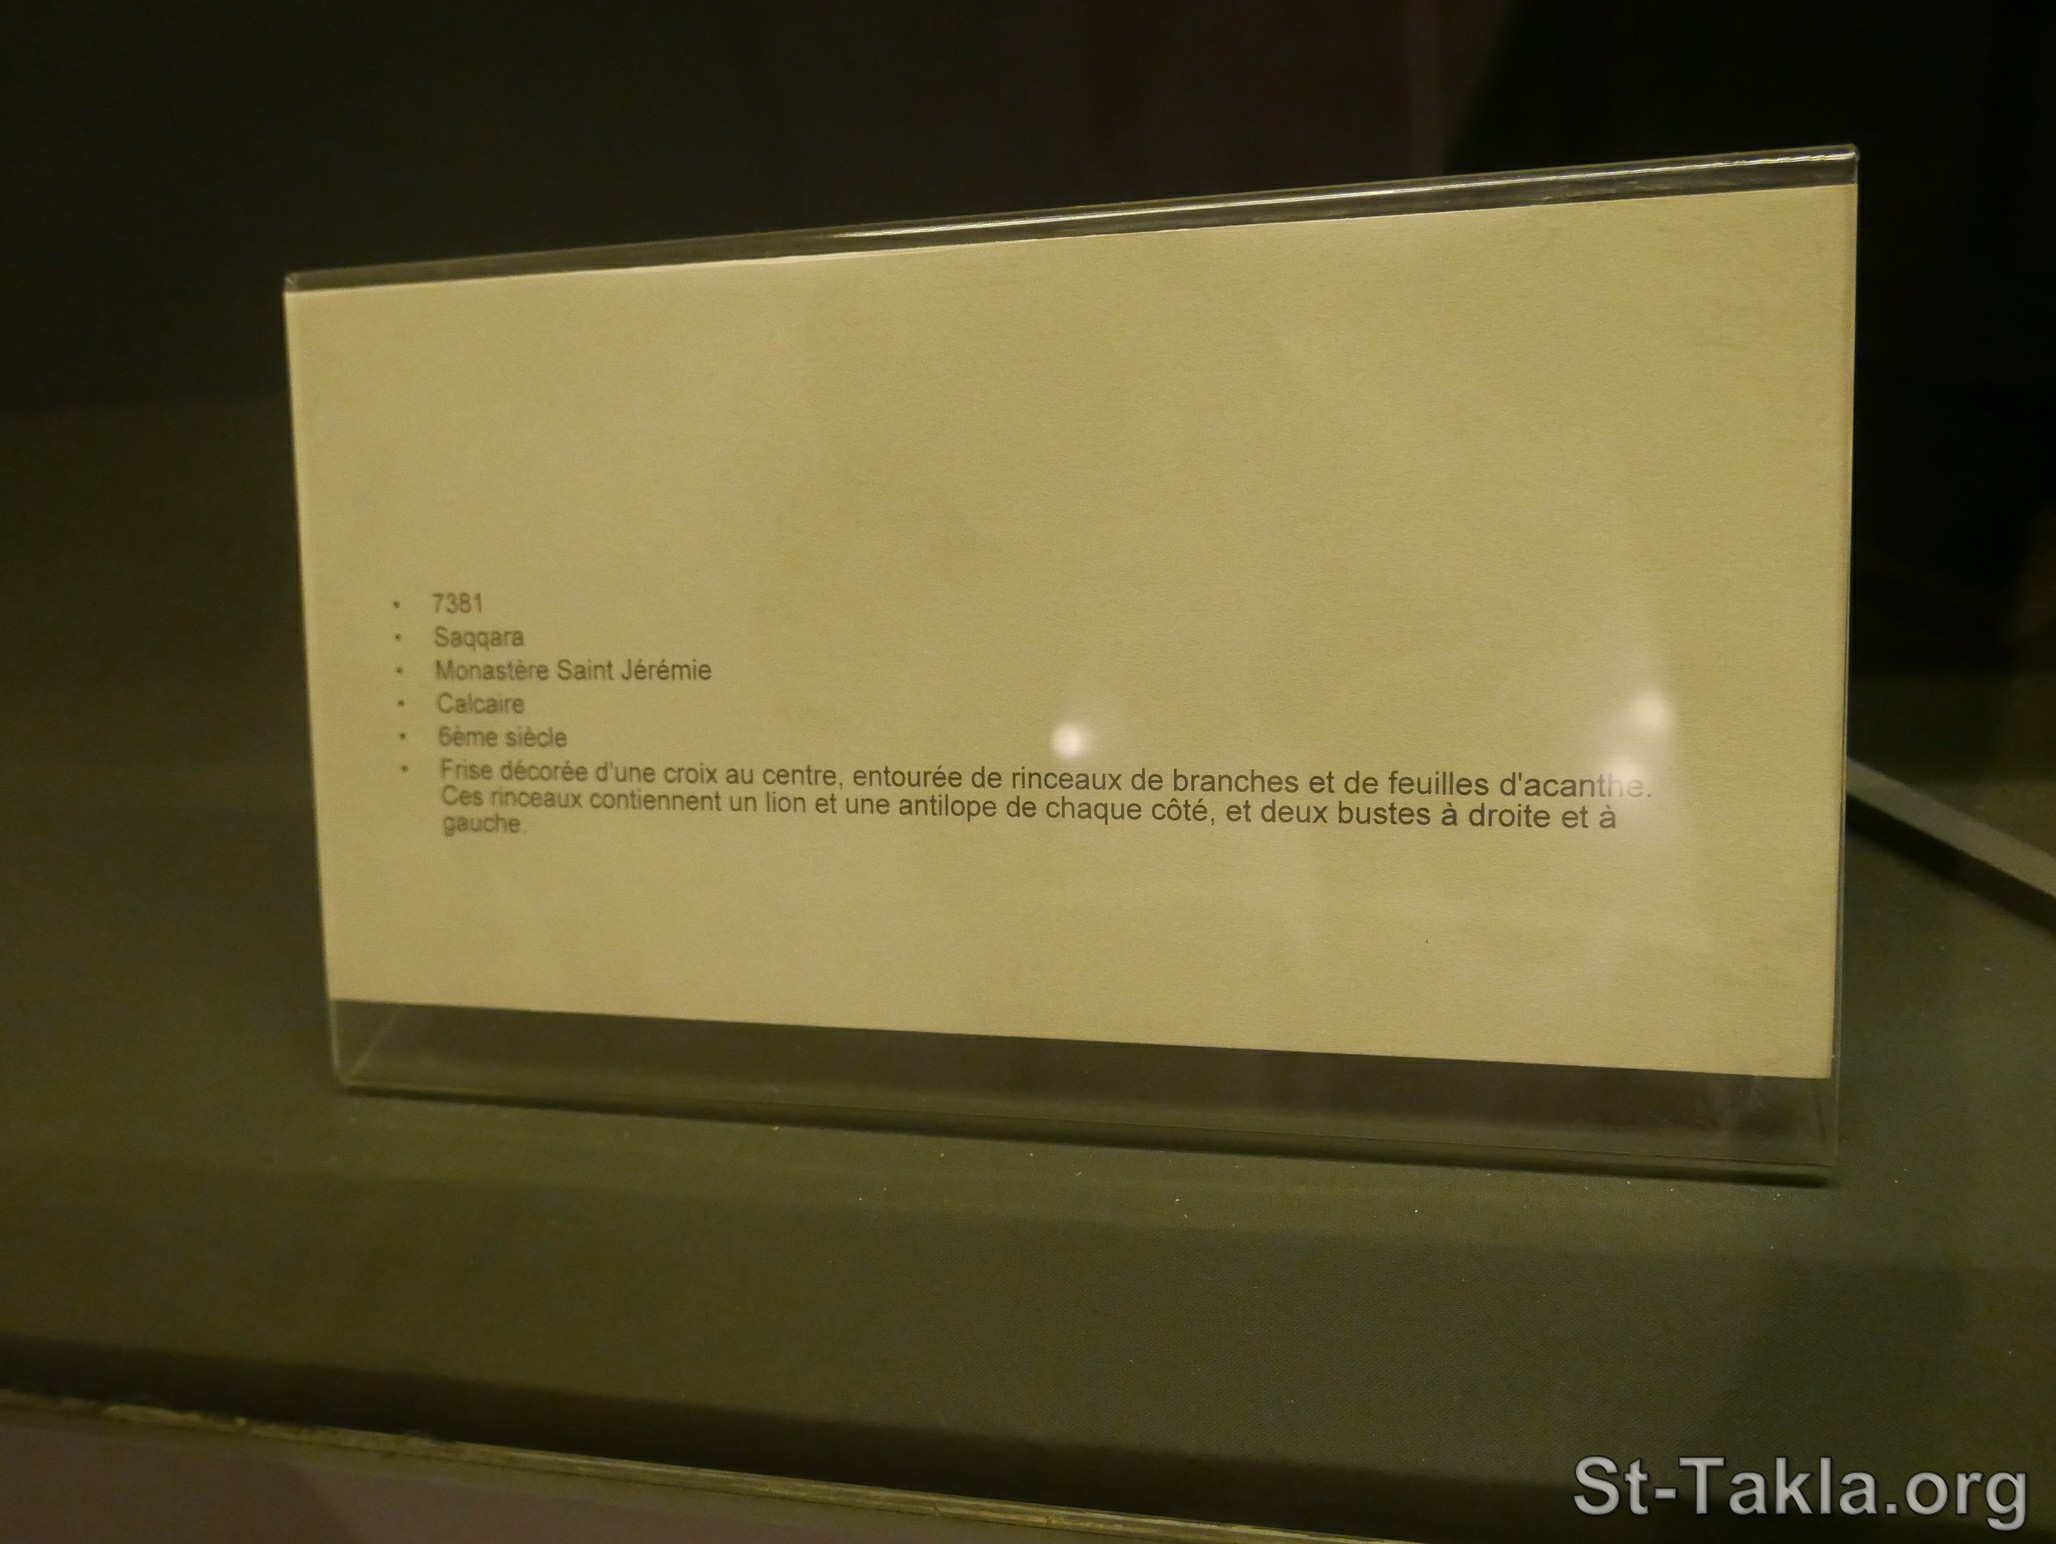 • 7381
• Saqqara
• Monastère Saint Jérémie
• Calcaire
• 6ème siècle
• Frise décorée d'une croix au centre, entourée de rinceaux de branches et de feuilles d'acanthe.
Ces rinceaux contiennent un lion et une antilope de chaque côté, et deux bustes à droite et à
gauche.
St-Takla.org